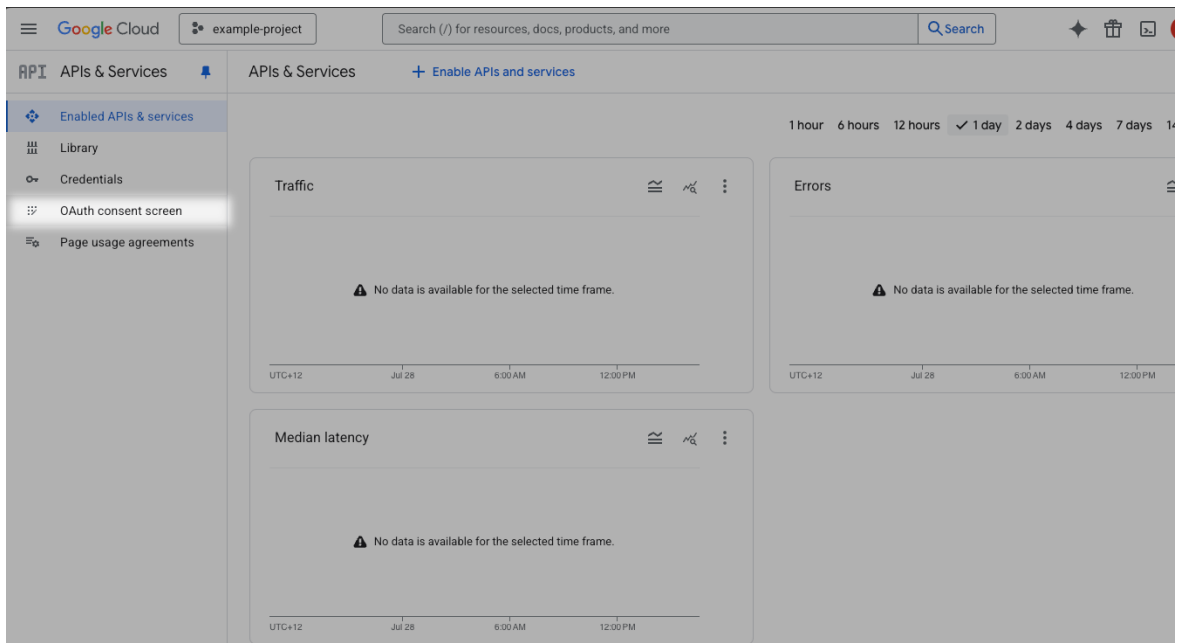 Google Cloud
example-project
Search (/) for resources, docs, products, and more
Search
API APIs & Services
APIs & Services
+ Enable APIs and services
Enabled APIs & services
Library
Credentials
OAuth consent screen
Page usage agreements
1 hour 6 hours 12 hours 1 day 2 days 4 days 7 days 14
Traffic
No data is available for the selected time frame.
UTC+12 Jul 28 6:00 AM 12:00 PM
Errors
No data is available for the selected time frame.
UTC+12 Jul 28 6:00 AM 12:00 PM
Median latency
No data is available for the selected time frame.
UTC+12 Jul 28 6:00 AM 12:00 PM